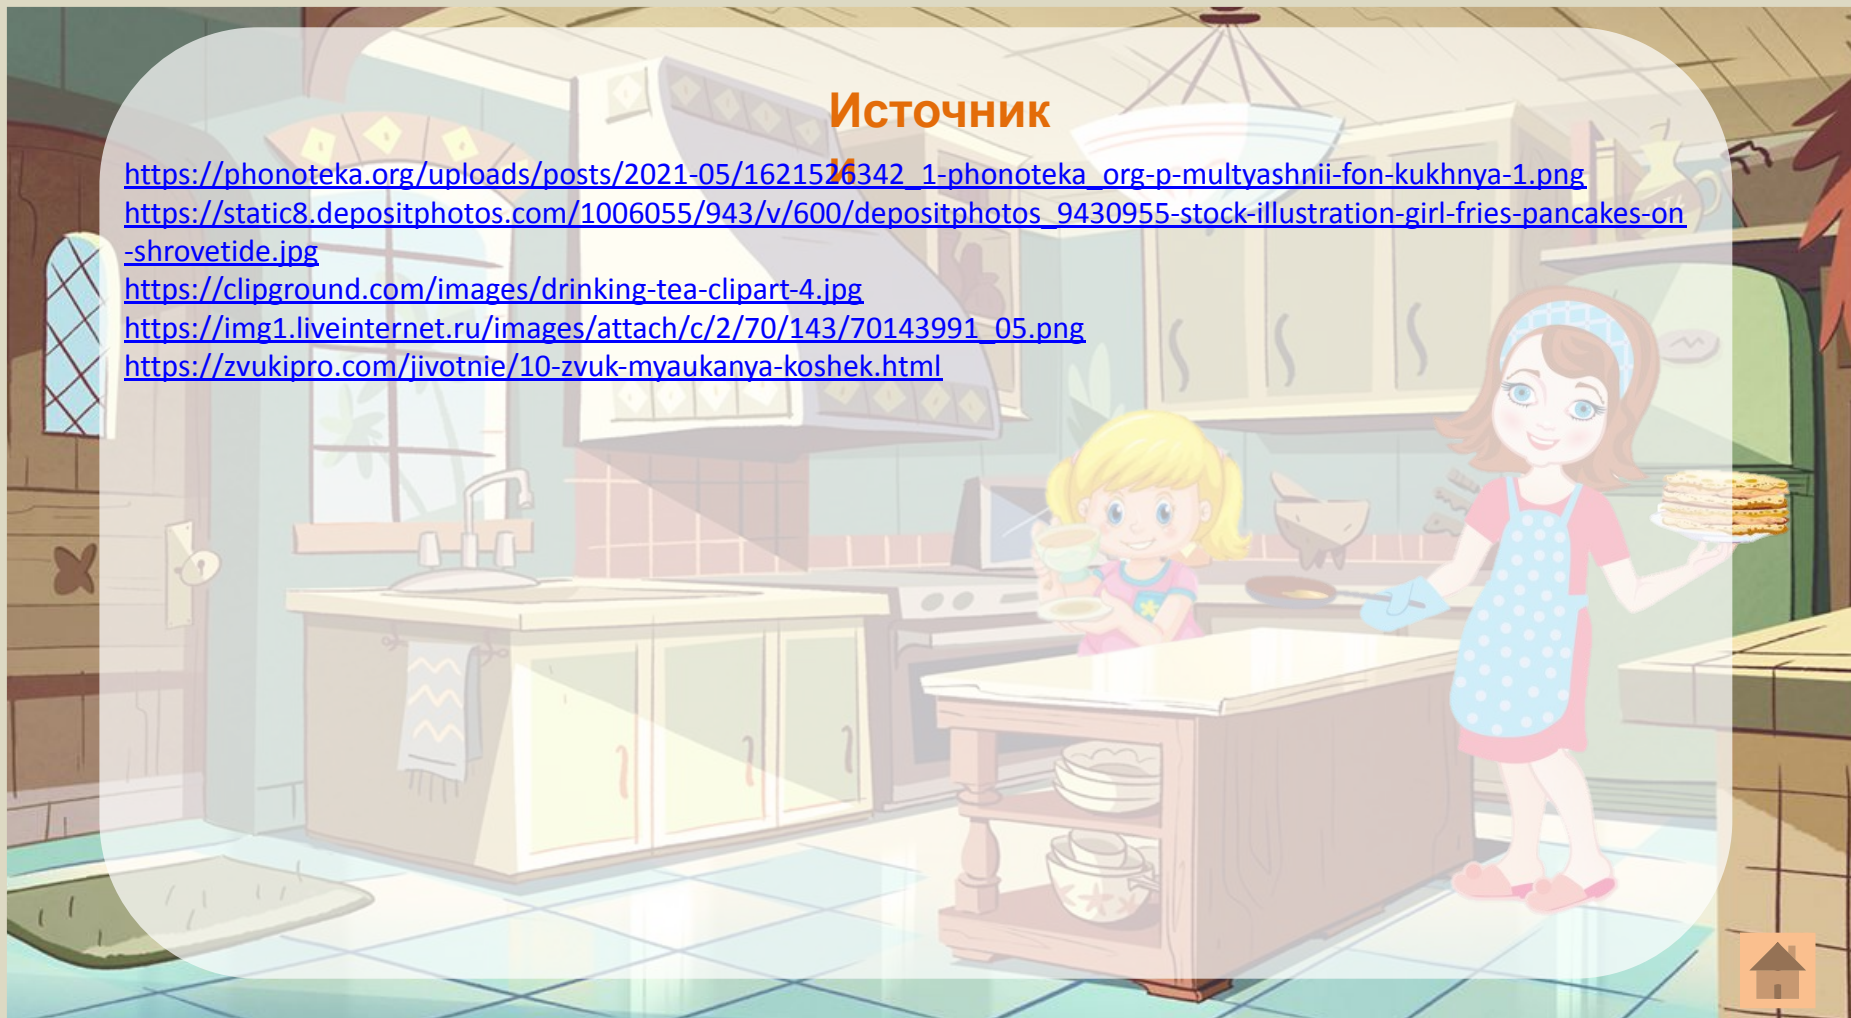 Источник
и
https://phonoteka.org/uploads/posts/2021-05/1621526342_1-phonoteka_org-p-multyashnii-fon-kukhnya-1.png
https://static8.depositphotos.com/1006055/943/v/600/depositphotos_9430955-stock-illustration-girl-fries-pancakes-on
-shrovetide.jpg
https://clipground.com/images/drinking-tea-clipart-4.jpg
https://img1.liveinternet.ru/images/attach/c/2/70/143/70143991_05.png
https://zvukipro.com/jivotnie/10-zvuk-myaukanya-koshek.html